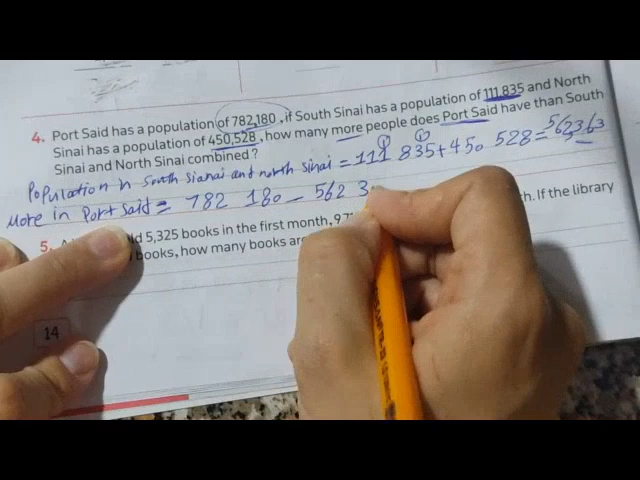 4. Port Said has a population of 782,180, if South Sinai has a population of 111,835 and North
Sinai has a population of 450,528, how many more people does Port Said have than South
Sinai and North Sinai combined?
Population in South Sianai and north sinai = 111 835 + 450 528 = 562363
More in Port Said = 782 180 - 562 3
5. 5,325 books in the first month, If the library
books, how many books are
14